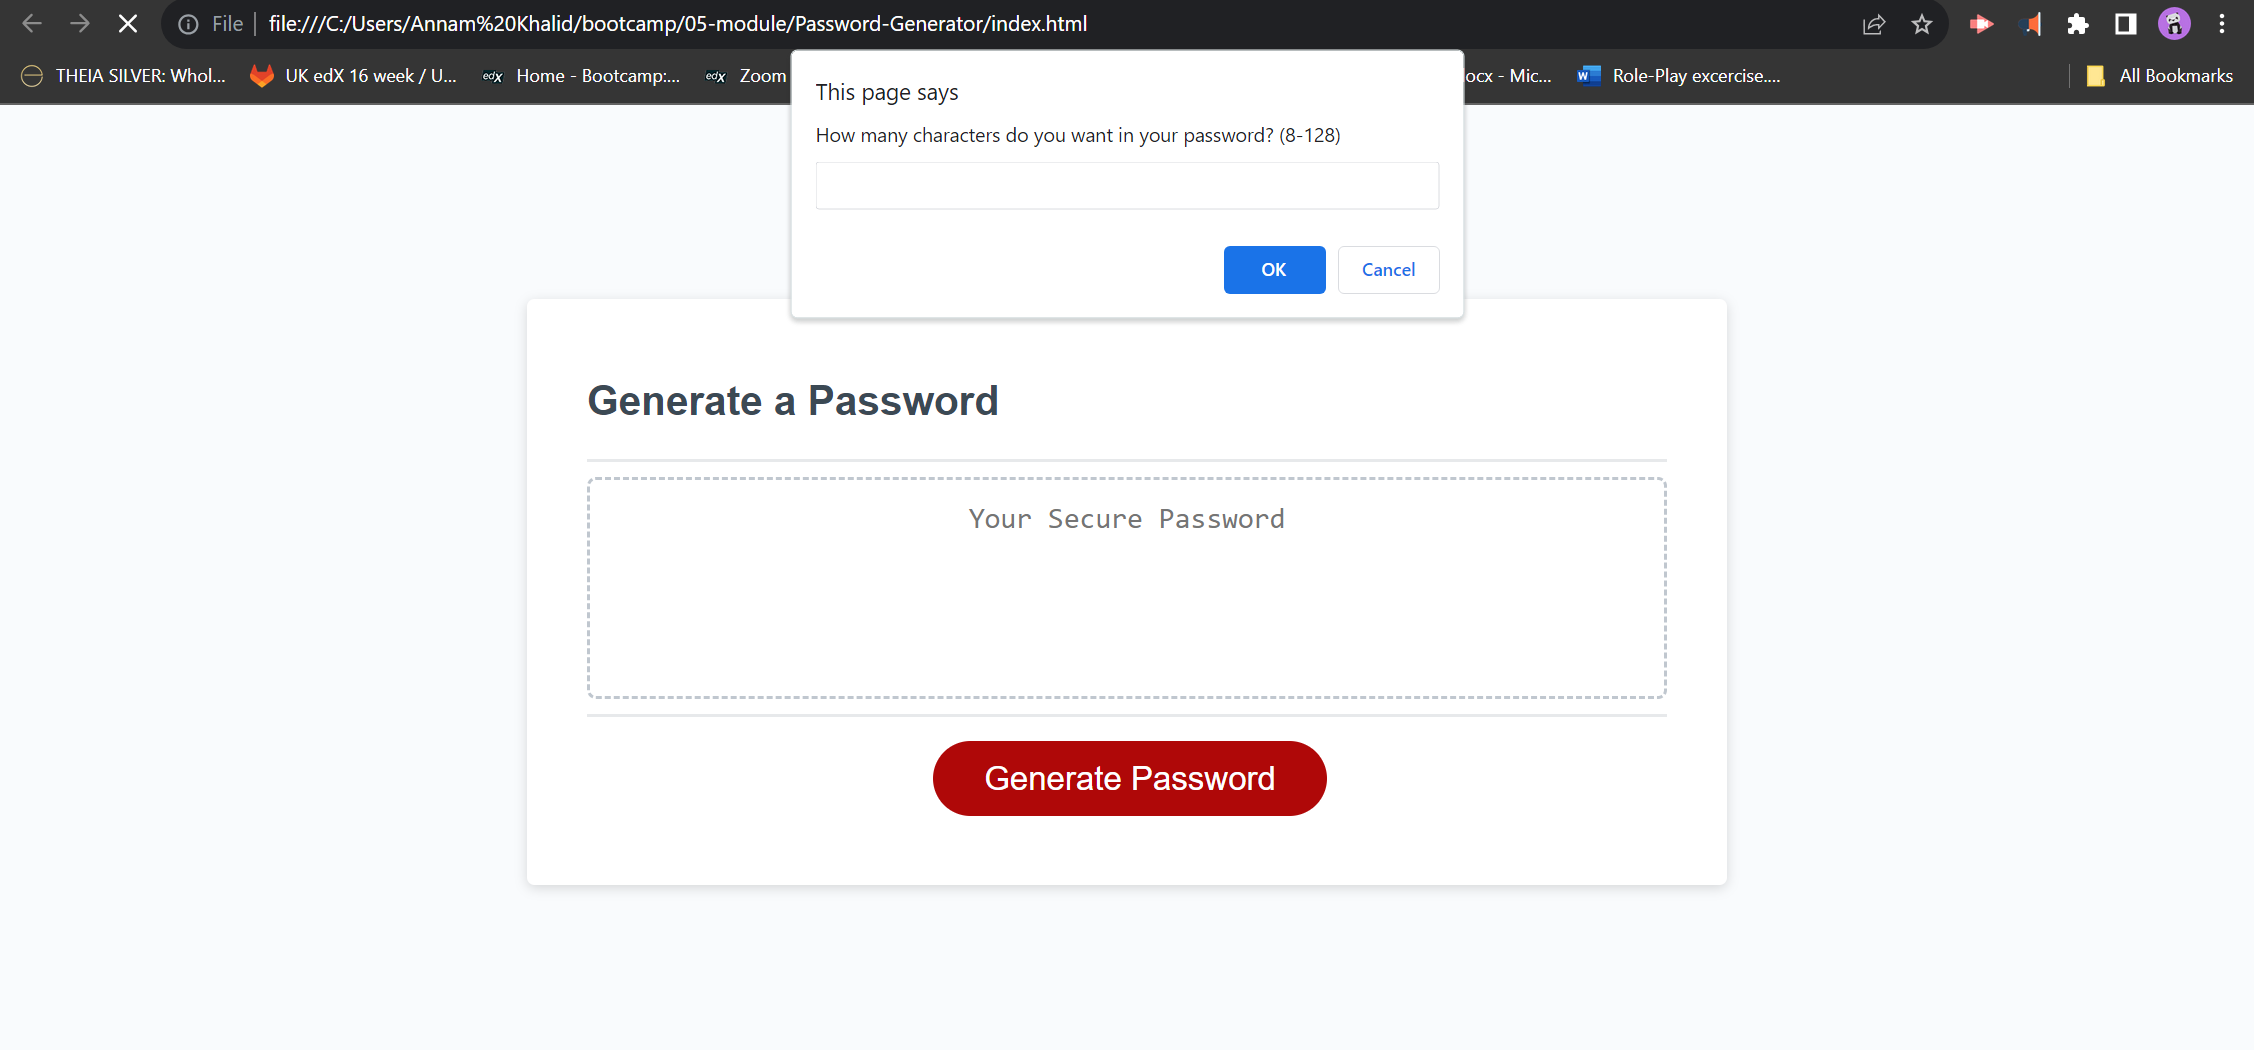 File | file:///C:/Users/Annam%20Khalid/bootcamp/05-module/Password-Generator/index.html
THEIA SILVER: Whol... UK edX 16 week / U... edX Home - Bootcamp:... edX Zoom ocx - Mic... W Role-Play excercise.... All Bookmarks
This page says
How many characters do you want in your password? (8-128)
OK Cancel
Generate a Password
Your Secure Password
Generate Password